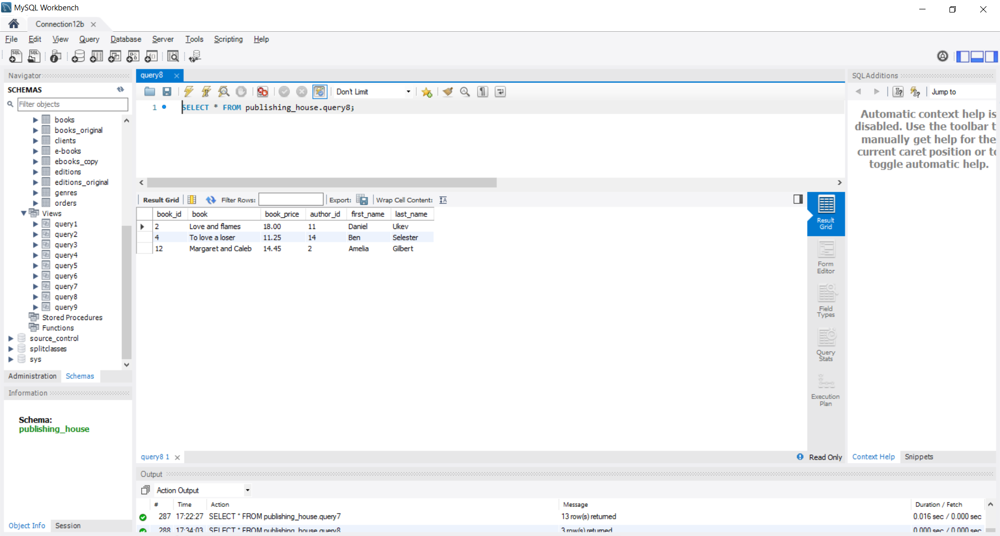 MySQL Workbench
Connection12b
File Edit View Query Database Server Tools Scripting Help
Navigator
SCHEMAS
Filter objects
books
books_original
clients
e-books
ebooks_copy
editions
editions_original
genres
orders
Views
query1
query2
query3
query4
query5
query6
query7
query8
query9
Stored Procedures
Functions
source_control
splitclasses
sys
Administration Schemas
Information
Schema:
publishing_house
Object Info Session
query8
Don't Limit
1 SELECT * FROM publishing_house.query8;
Result Grid Filter Rows: Export: Wrap Cell Content:
book_id book book_price author_id first_name last_name
2 Love and flames 18.00 11 Daniel Ukev
4 To love a loser 11.25 14 Ben Selester
12 Margaret and Caleb 14.45 2 Amelia Gilbert
Result
Grid
Form
Editor
Field
Types
Query
Stats
Execution
Plan
query8 1
Read Only
SQLAdditions
Jump to
Automatic context help is
disabled. Use the toolbar t
manually get help for the
current caret position or to
toggle automatic help.
Context Help Snippets
Output
Action Output
# Time Action Message Duration / Fetch
287 17:22:27 SELECT * FROM publishing_house.query7 13 row(s) returned 0.016 sec / 0.000 sec
288 17:34:03 SELECT * FROM publishing_house.query8 3 row(s) returned 0.000 sec / 0.000 sec